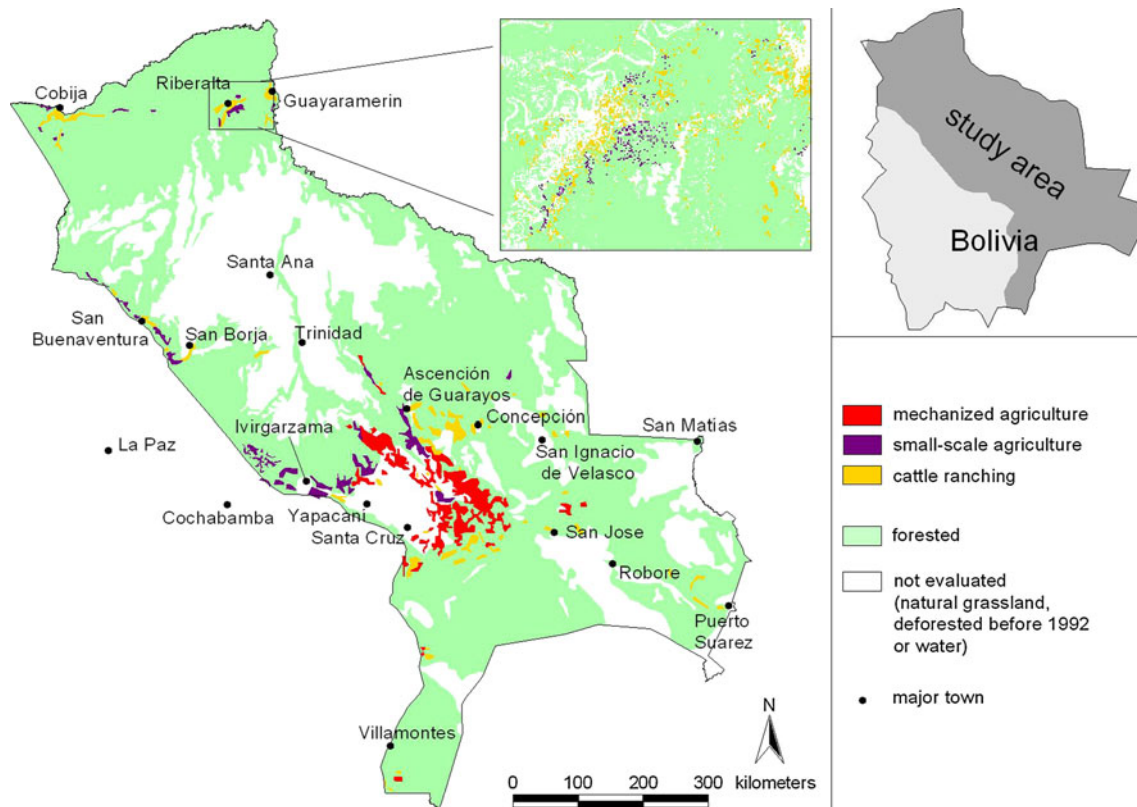 Cobija
Riberalta
Guayaramerin
Santa Ana
San
Buenaventura
San Borja
Trinidad
Ascención
de Guarayos
Concepción
Ivirgarzama
San Matías
San Ignacio
de Velasco
La Paz
Cochabamba
Yapacaní
Santa Cruz
San Jose
Robore
Puerto
Suarez
Villamontes
N
0 100 200 300 kilometers
study area
Bolivia
mechanized agriculture
small-scale agriculture
cattle ranching
forested
not evaluated
(natural grassland,
deforested before 1992
or water)
major town